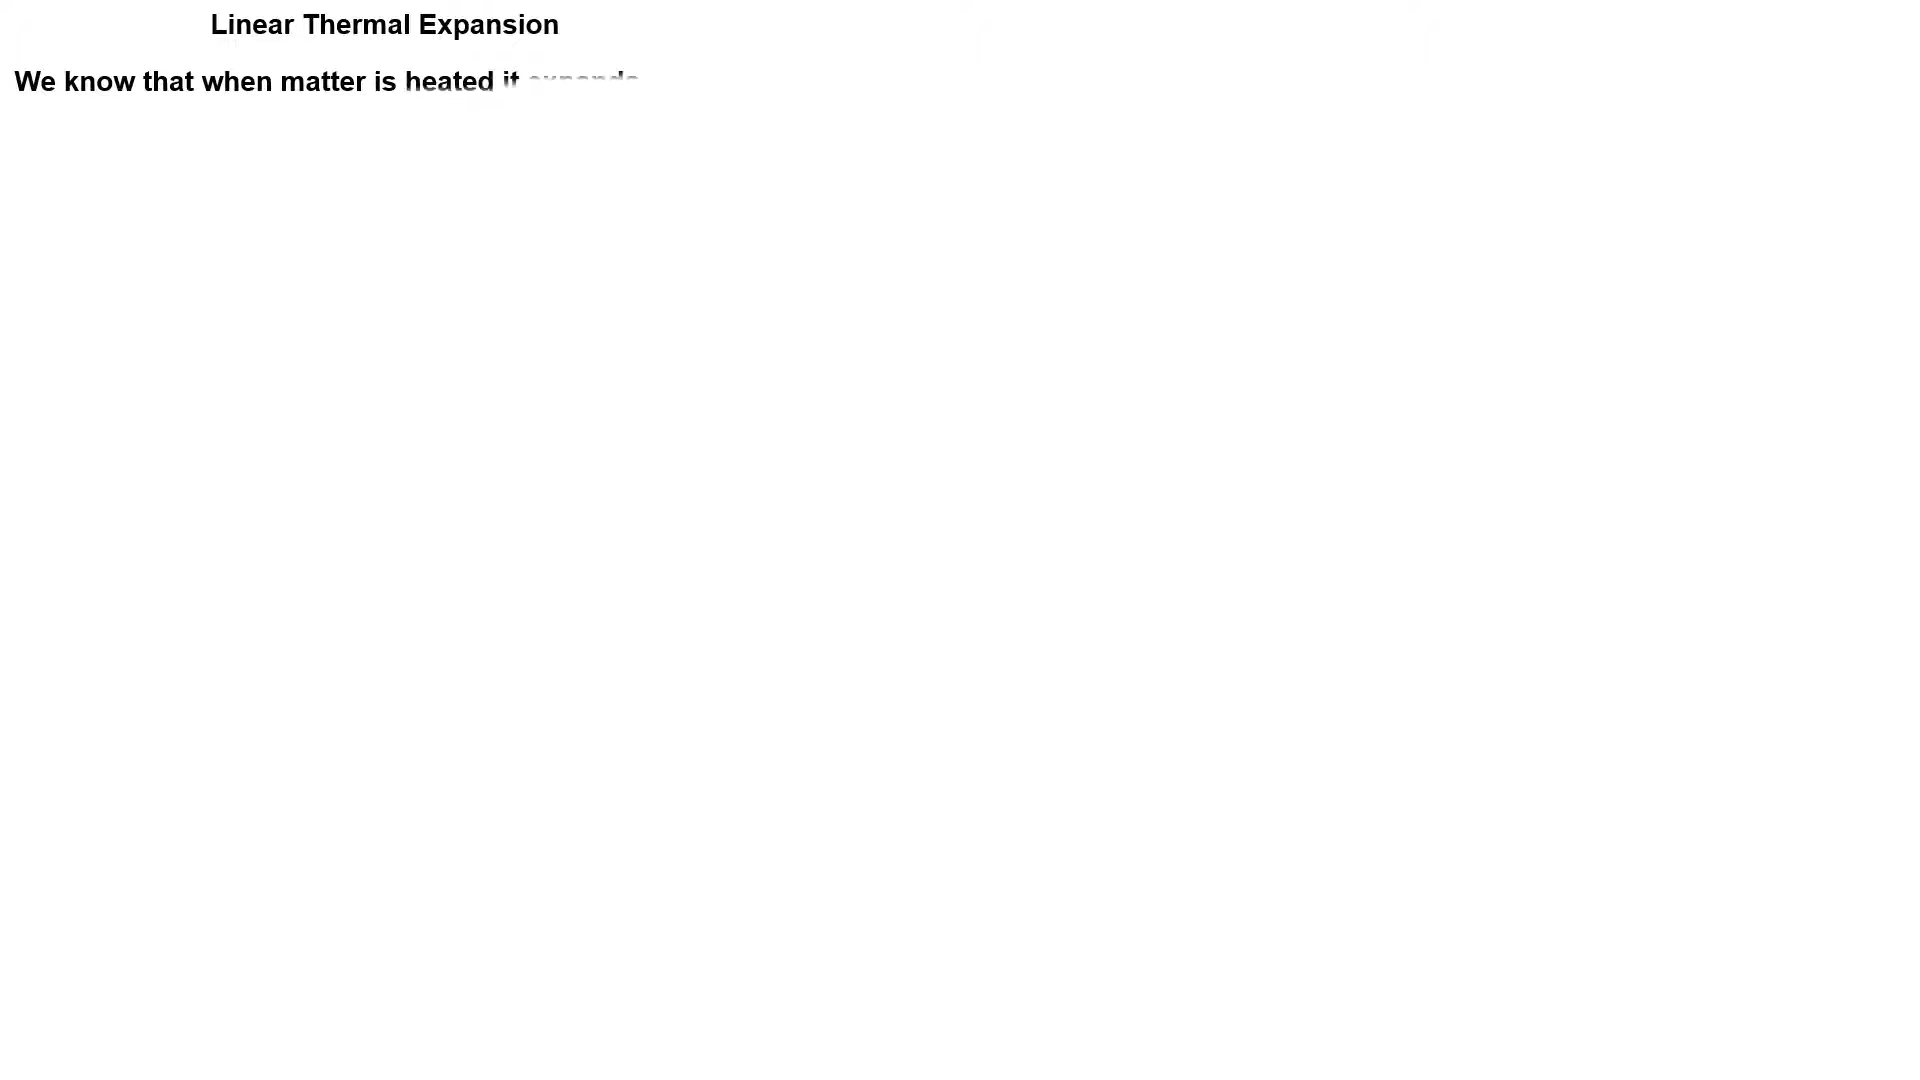 Linear Thermal Expansion
We know that when matter is heated it